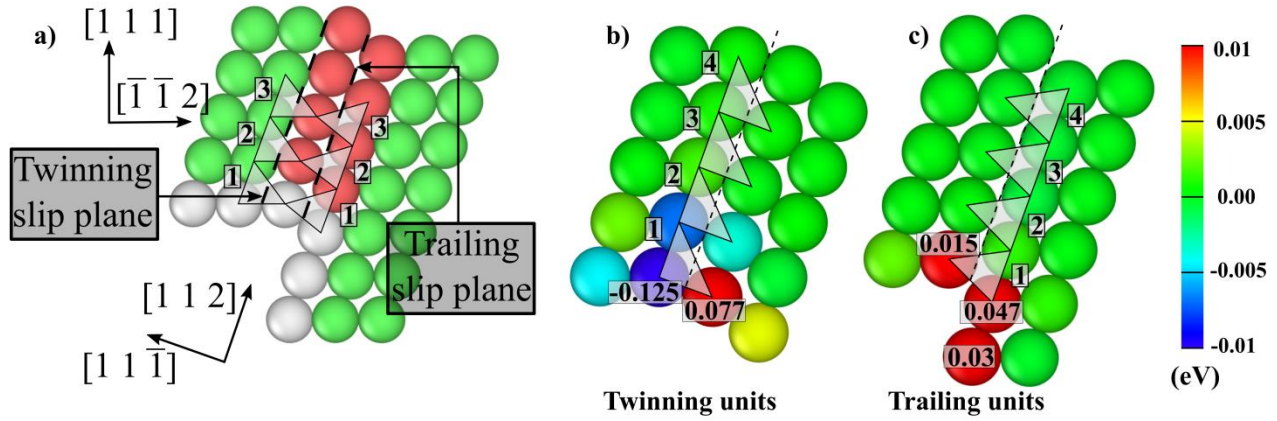 a)
[1 1 1]
[1̅ 1̅ 2]
3
2
1
3
2
1
Twinning
slip plane
Trailing
slip plane
[1 1 2]
[1 1 1̅]
b)
4
3
2
1
-0.125
0.077
Twinning units
c)
4
3
2
1
0.015
0.047
0.03
Trailing units
0.01
0.005
0.00
-0.005
-0.01
(eV)